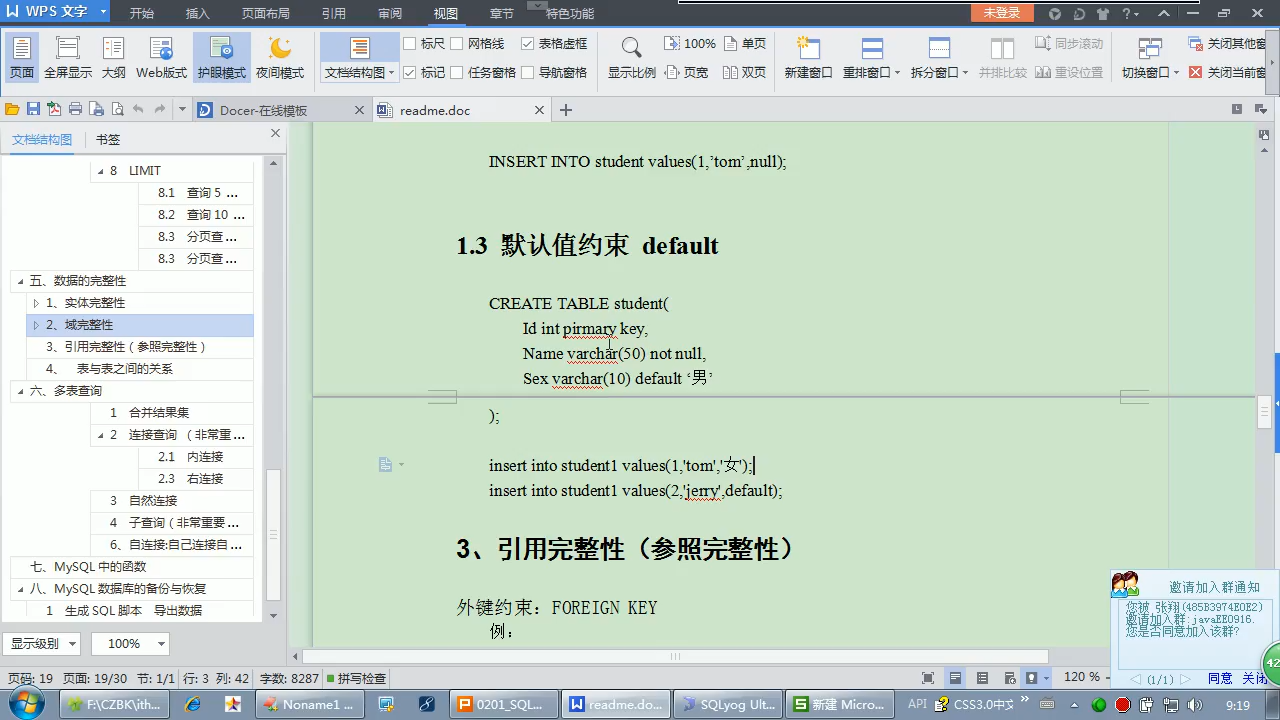 WPS 文字
开始 插入 页面布局 引用 审阅 视图 章节 特色功能
未登录
页面 全屏显示 大纲 Web版式 护眼模式 夜间模式 文档结构图
标尺 网格线 表格虚框
标记 任务窗格 导航窗格
显示比例 100% 单页
页宽 双页
新建窗口 重排窗口 拆分窗口 并排比较 同步滚动
重设位置
切换窗口 关闭其他窗
关闭当前窗
Docer-在线模板 readme.doc
文档结构图 书签
8 LIMIT
8.1 查询 5 ...
8.2 查询 10 ...
8.3 分页查 ...
8.3 分页查 ...
五、数据的完整性
1、实体完整性
2、域完整性
3、引用完整性（参照完整性）
4、 表与表之间的关系
六、多表查询
1 合并结果集
2 连接查询 （非常重 ...
2.1 内连接
2.3 右连接
3 自然连接
4 子查询（非常重要 ...
6、自连接:自己连接自 ...
七、MySQL 中的函数
八、MySQL 数据库的备份与恢复
1 生成 SQL 脚本 导出数据
显示级别 100%
INSERT INTO student values(1,’tom’,null);
1.3 默认值约束 default
CREATE TABLE student(
Id int pirmary key,
Name varchar(50) not null,
Sex varchar(10) default ‘男’
);
insert into student1 values(1,'tom','女');
insert into student1 values(2,'jerry',default);
3、引用完整性（参照完整性）
外键约束：FOREIGN KEY
例：
邀请加入群通知
您被 张翔(485B3974E0E2)
邀请加入群:javaEE0916.
您是否同意加入该群?
(1/1) 同意 关闭
42
页码: 19 页面: 19/30 节: 1/1 行: 3 列: 42 字数: 8287 拼写检查 120 %
F:\CZBK\ith... Noname1 ... 0201_SQL... readme.do... SQLyog Ult... 新建 Micro... API CSS3.0中文 9:19